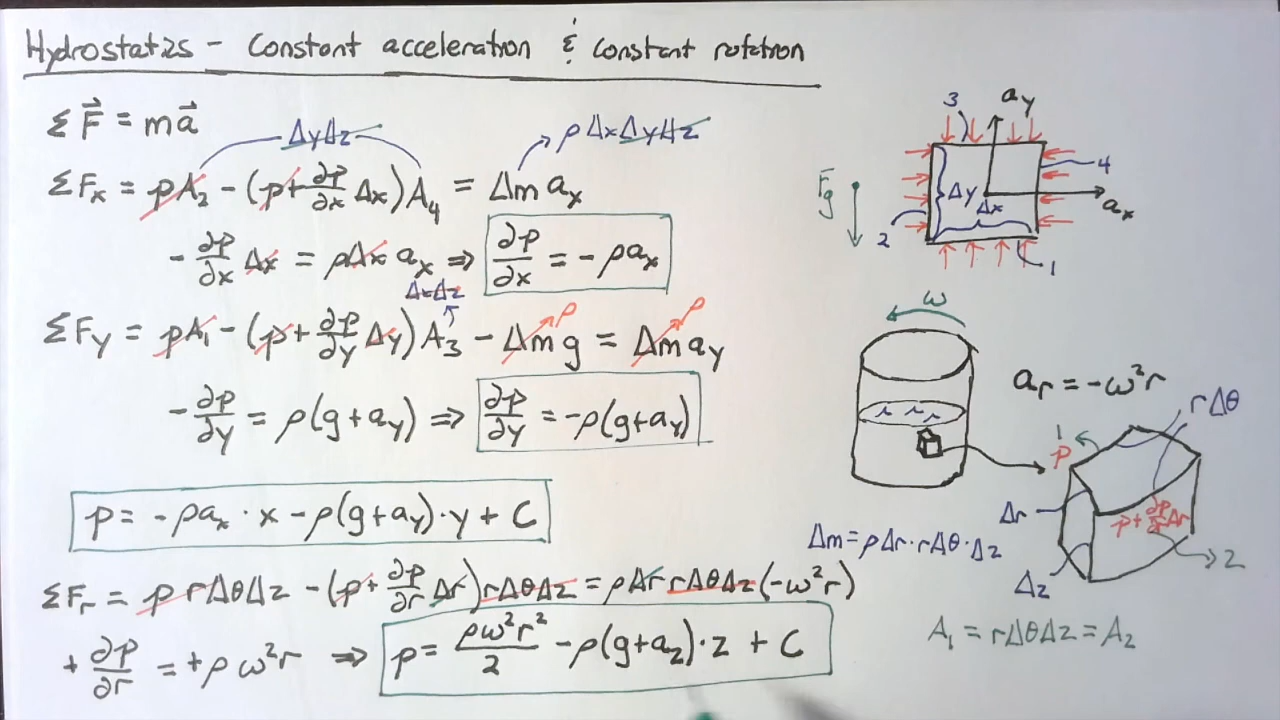 Hydrostatics - Constant acceleration & constant rotation
ΣF⃗ = ma⃗
ΔyΔz
ρΔxΔyΔz
ΣFx = pA2 - (p + ∂p/∂x Δx)A4 = Δm ax
-∂p/∂x Δx = ρΔx ax ⇒ ∂p/∂x = -ρax
ΔxΔz
ΣFy = pA1 - (p + ∂p/∂y Δy)A3 - Δm g = Δm ay
ρ
ρ
-∂p/∂y = ρ(g+ay) ⇒ ∂p/∂y = -ρ(g+ay)
p = -ρax · x - ρ(g+ay) · y + C
ΣFr = p rΔθΔz - (p + ∂p/∂r Δr) rΔθΔz = ρΔr rΔθΔz (-ω²r)
+∂p/∂r = +ρω²r ⇒ p = ρω²r²/2 - ρ(g+az) · z + C
3
ay
4
Fg
Δy
Δx
ax
2
1
ω
ar = -ω²r
rΔθ
1
p
Δr
p + ∂p/∂r Δr
Δm = ρΔr · rΔθ · Δz
2
Δz
A1 = rΔθΔz = A2